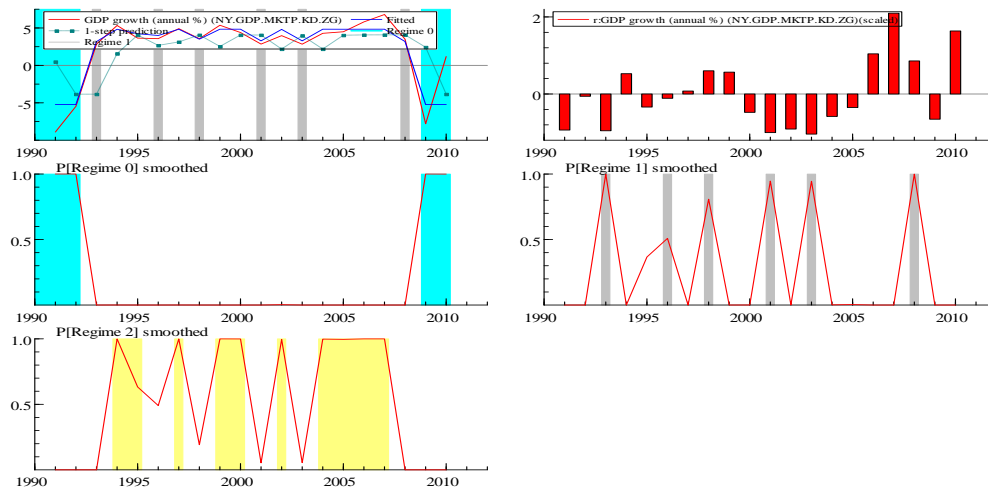 GDP growth (annual %) (NY.GDP.MKTP.KD.ZG) Fitted
1-step prediction Regime 0
Regime 1
5
0
-5
1990 1995 2000 2005 2010
r:GDP growth (annual %) (NY.GDP.MKTP.KD.ZG)(scaled)
2
0
1990 1995 2000 2005 2010
P[Regime 0] smoothed
1.0
0.5
1990 1995 2000 2005 2010
P[Regime 1] smoothed
1.0
0.5
1990 1995 2000 2005 2010
P[Regime 2] smoothed
1.0
0.5
1990 1995 2000 2005 2010